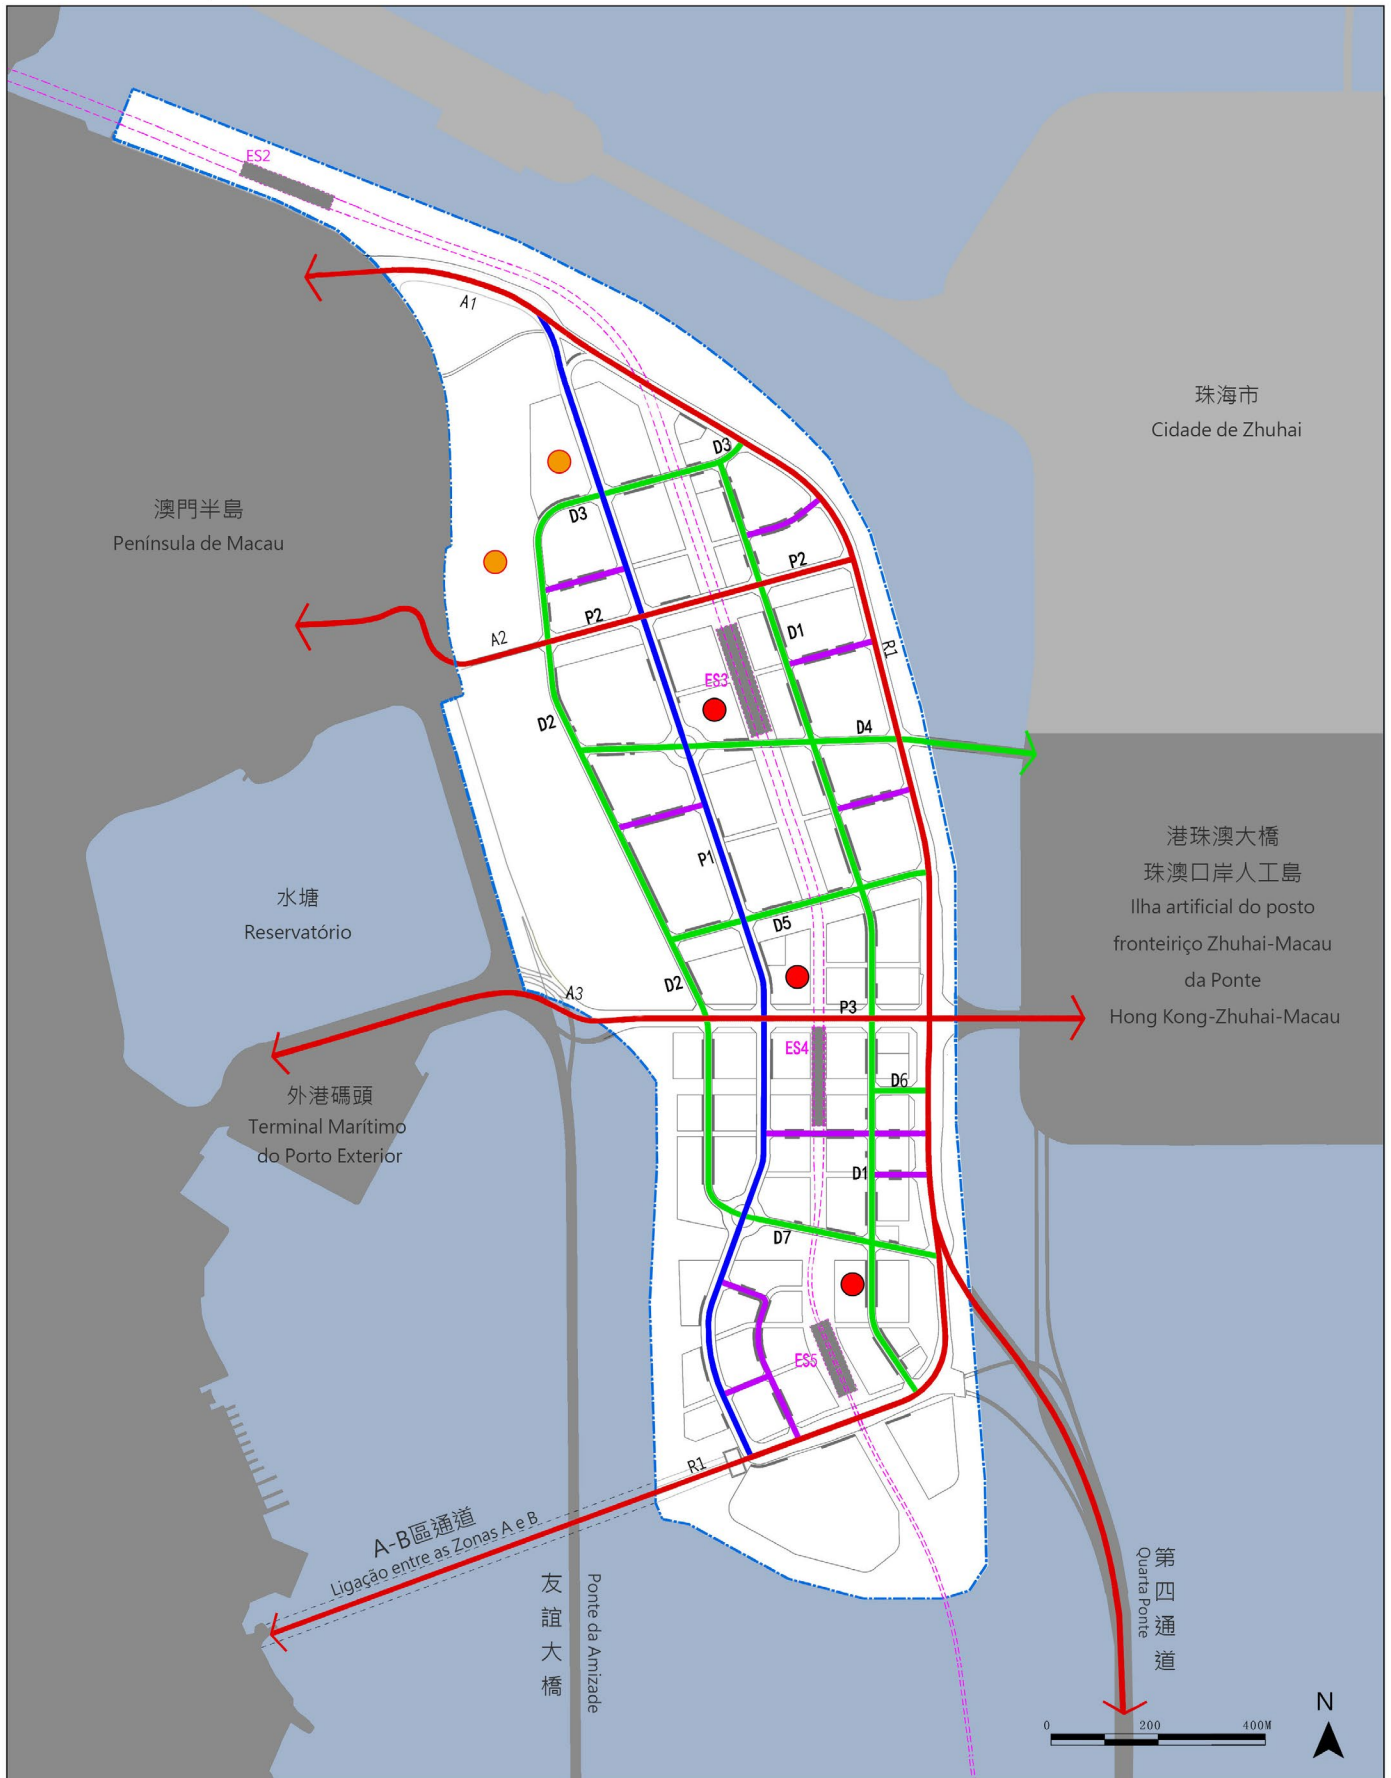 ES2
A1
珠海市
Cidade de Zhuhai
D3
澳門半島
Península de Macau
D3
P2
P2
A2
D1
R1
ES3
D2
D4
港珠澳大橋
珠澳口岸人工島
Ilha artificial do posto
fronteiriço Zhuhai-Macau
da Ponte
Hong Kong-Zhuhai-Macau
P1
水塘
Reservatório
D5
D2
A3
P3
ES4
D6
外港碼頭
Terminal Marítimo
do Porto Exterior
D1
D7
ES5
R1
A-B區通道
Ligação entre as Zonas A e B
友誼大橋
Ponte da Amizade
第四通道
Quarta Ponte
N
0 200 400M